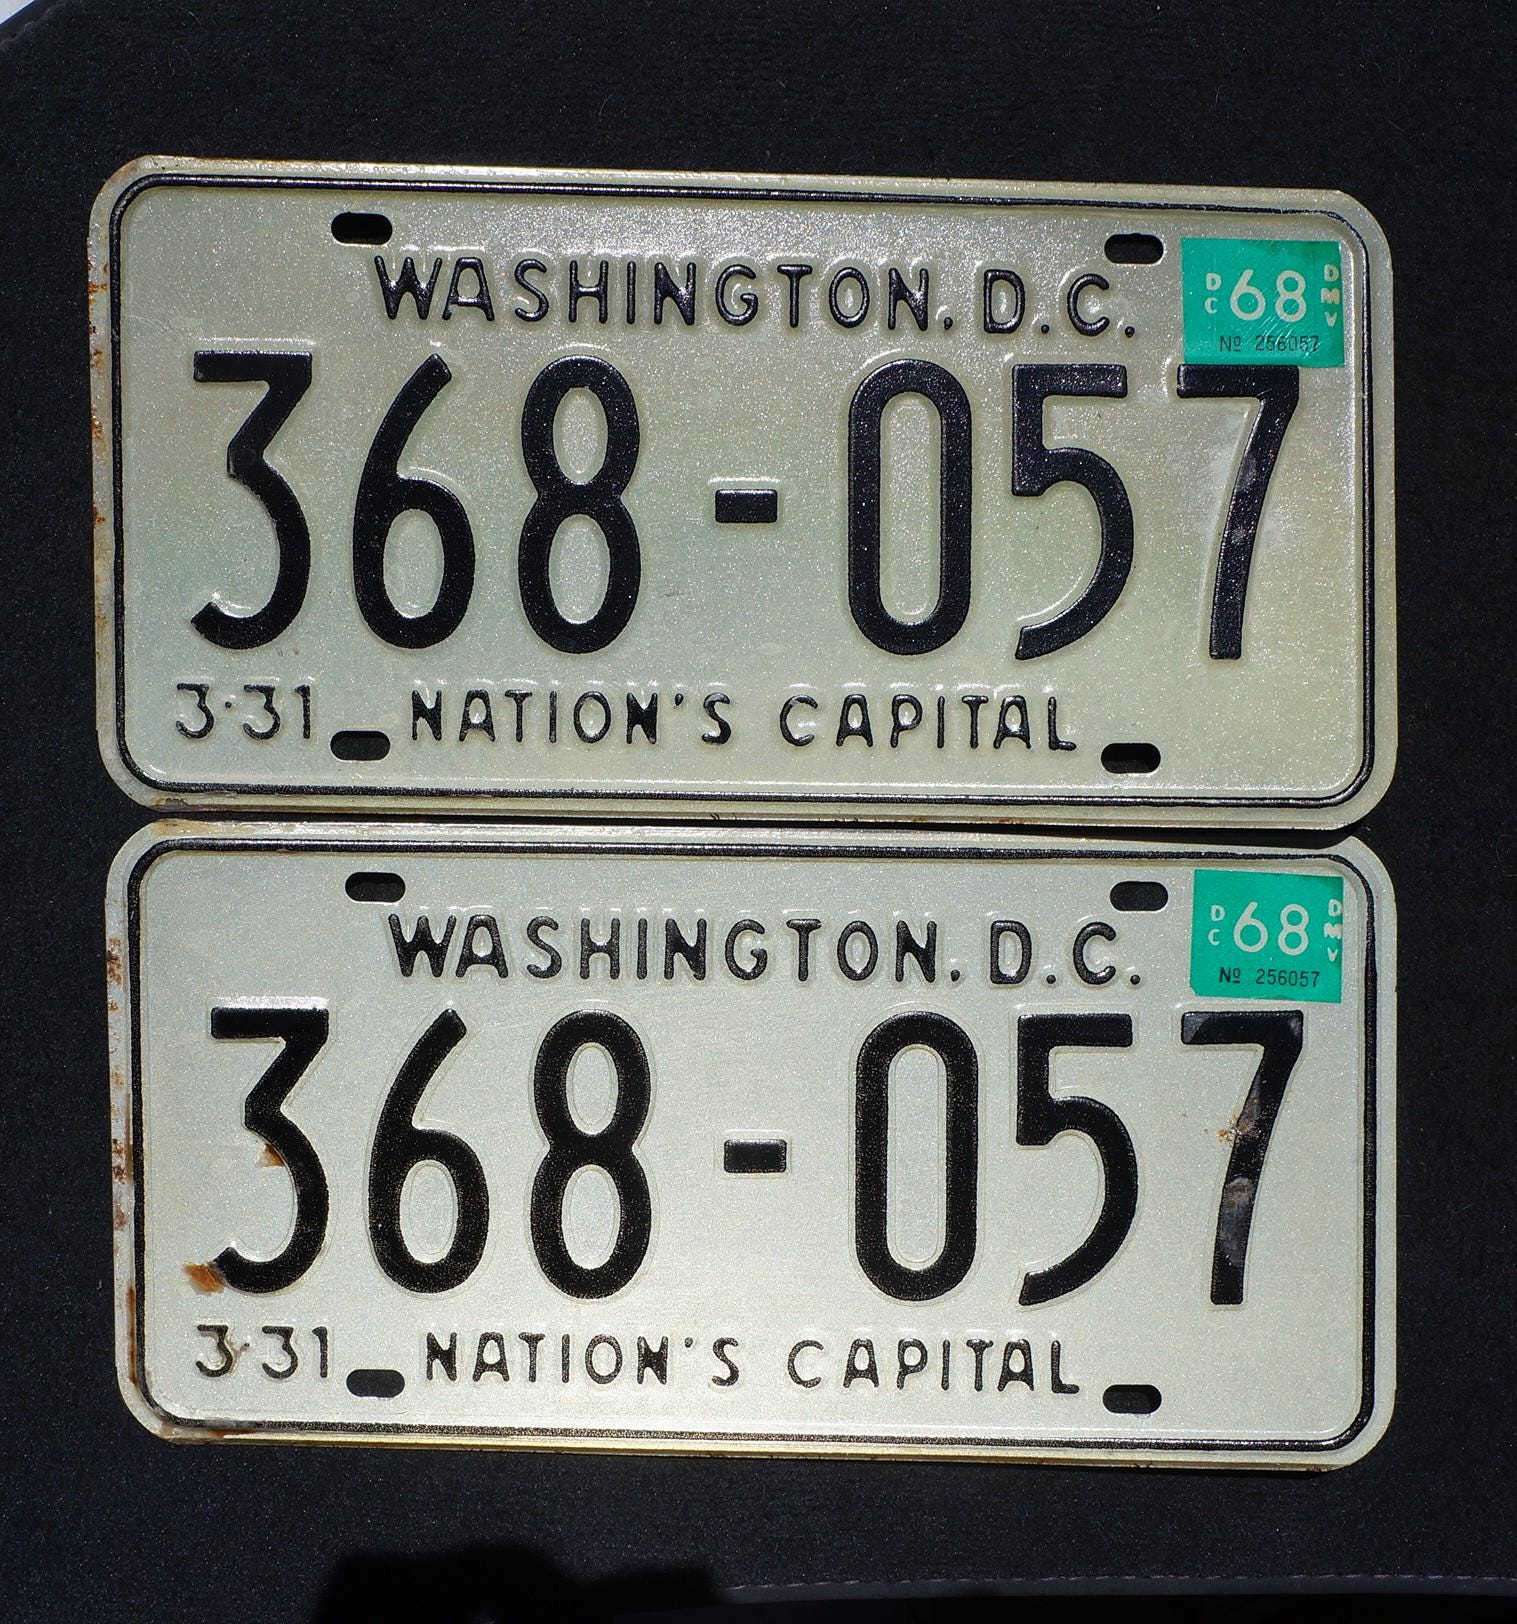 WASHINGTON, D.C.
DC 68 DMV
Nº 256057
368-057
3·31 NATION'S CAPITAL
WASHINGTON, D.C.
DC 68 DMV
Nº 256057
368-057
3·31 NATION'S CAPITAL